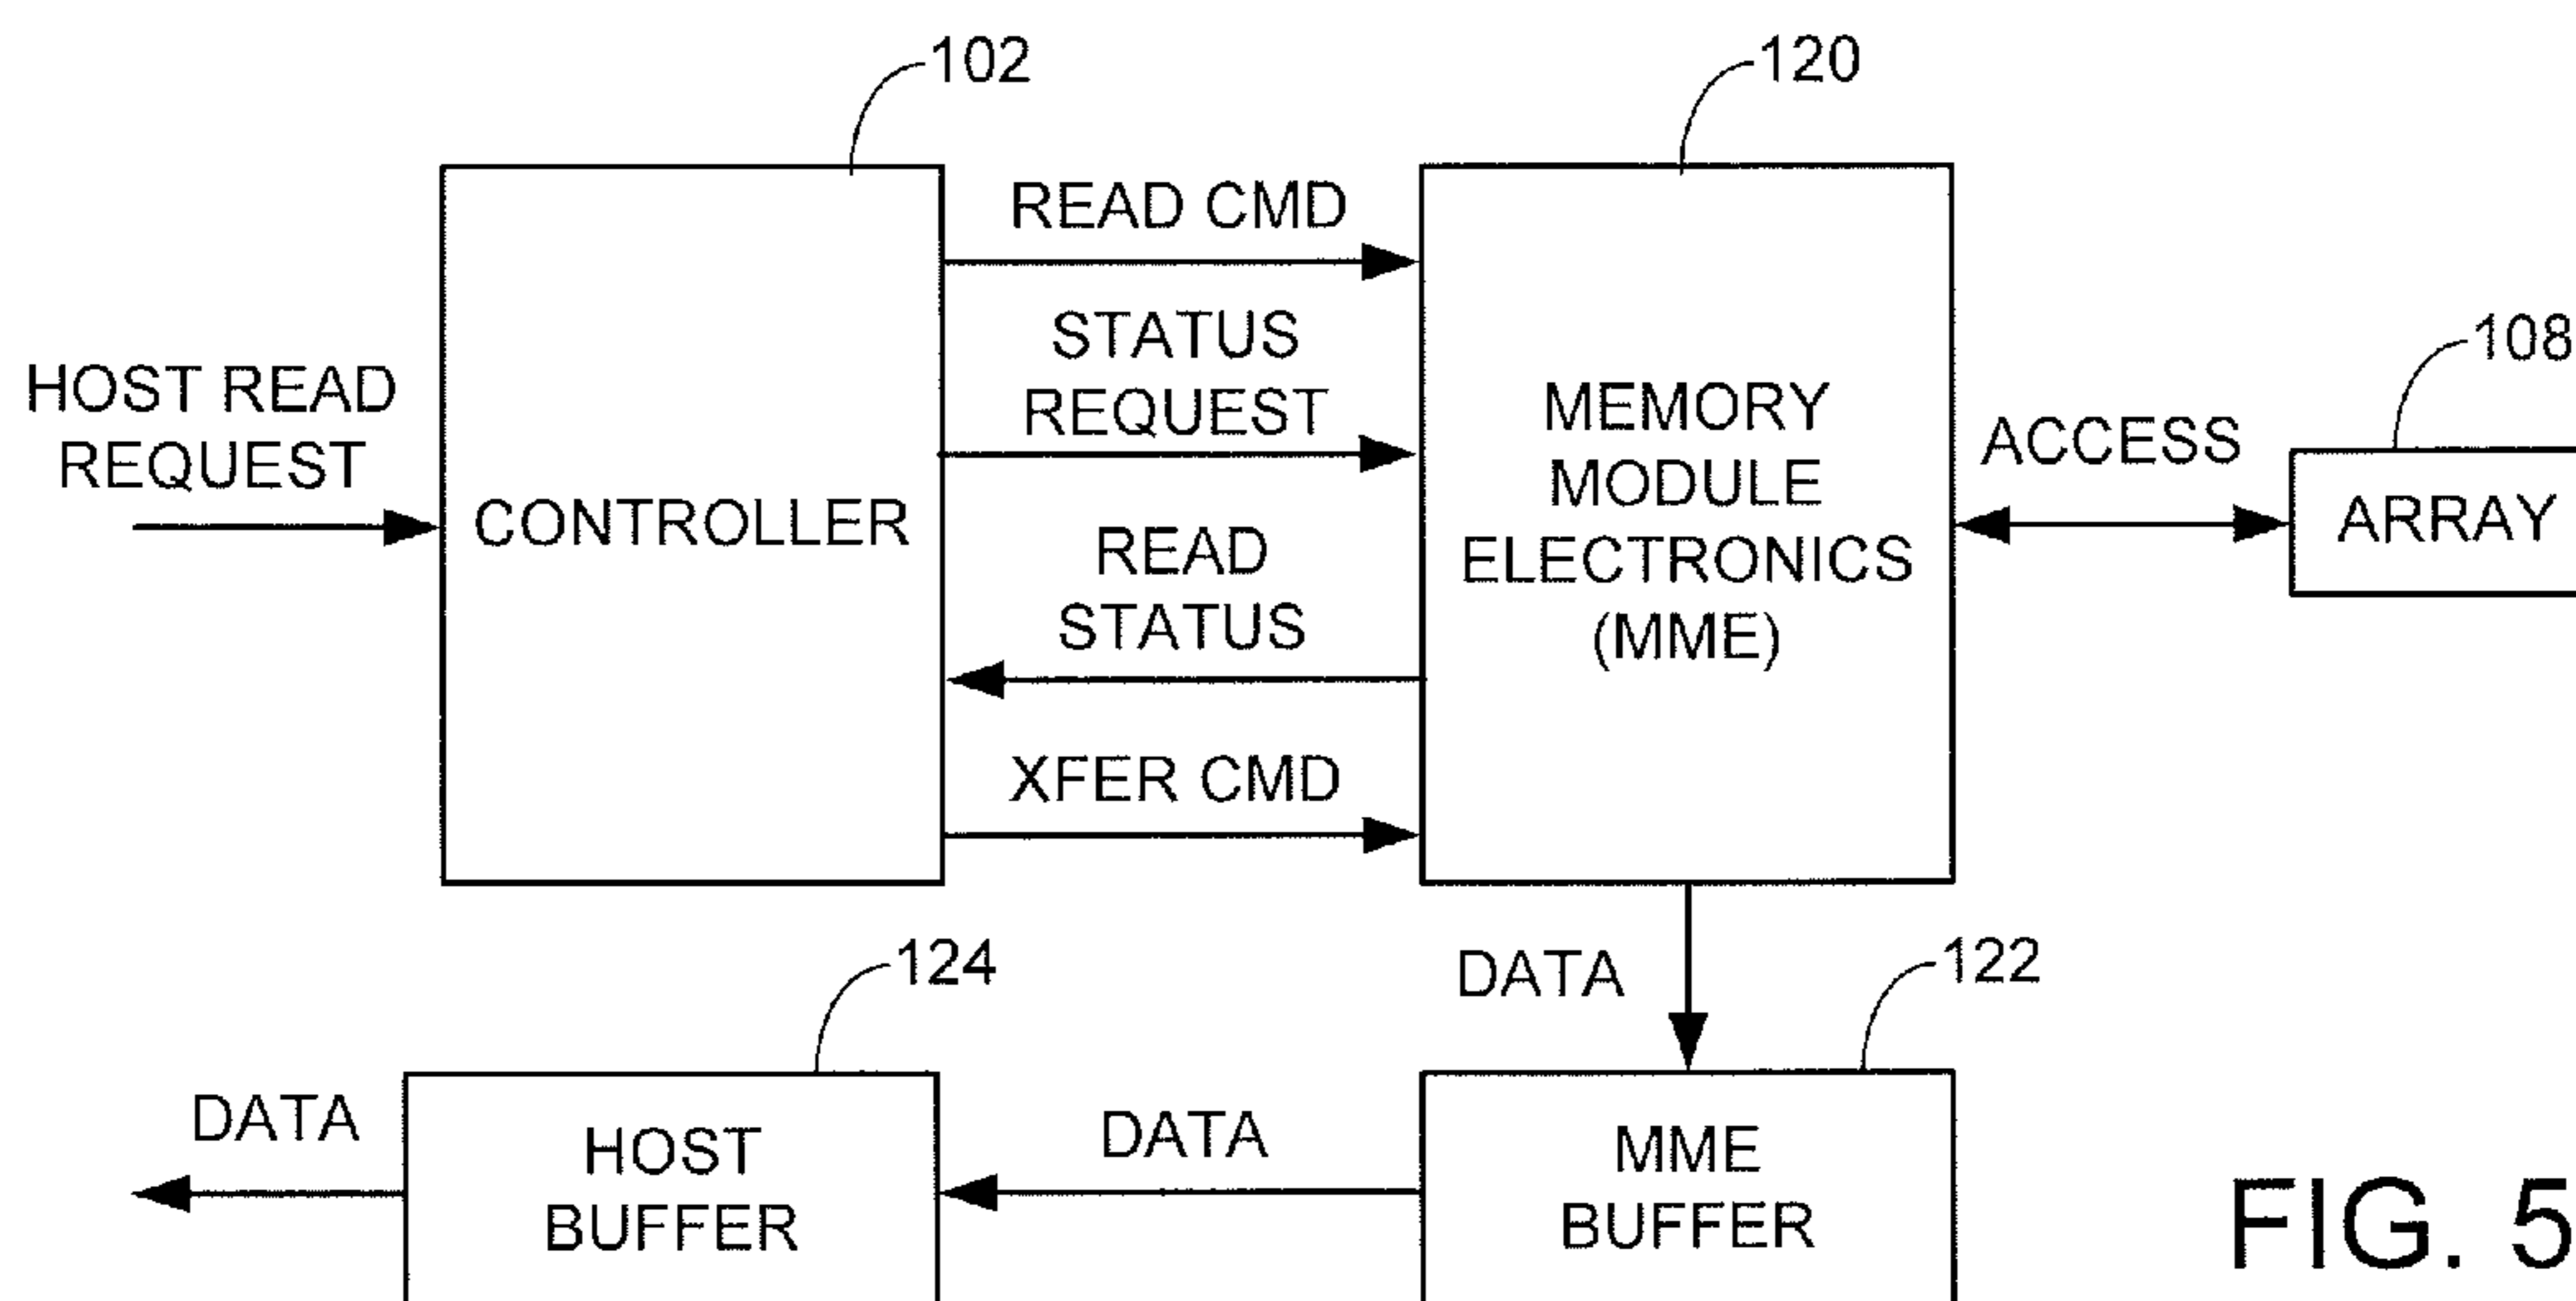 102
120
READ CMD
STATUS
REQUEST
108
HOST READ
REQUEST
CONTROLLER
MEMORY
MODULE
ELECTRONICS
(MME)
ACCESS
ARRAY
READ
STATUS
XFER CMD
124
DATA
122
DATA
HOST
BUFFER
DATA
MME
BUFFER
FIG. 5